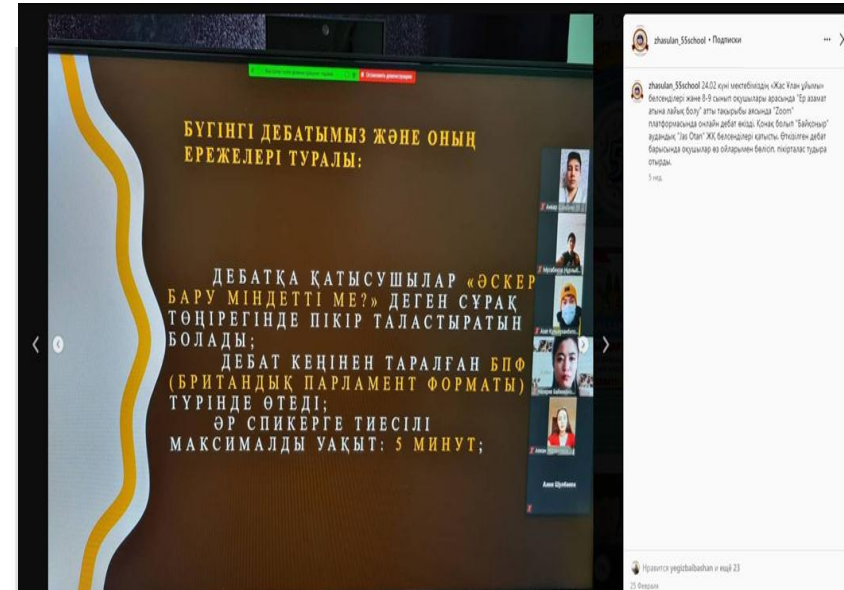 Остановить демонстрацию
БҮГІНГІ ДЕБАТЫМЫЗ ЖӘНЕ ОНЫҢ
ЕРЕЖЕЛЕРІ ТУРАЛЫ:
ДЕБАТҚА ҚАТЫСУШЫЛАР «ӘСКЕР
БАРУ МІНДЕТТІ МЕ?» ДЕГЕН СҰРАҚ
ТӨҢІРЕГІНДЕ ПІКІР ТАЛАСТЫРАТЫН
БОЛАДЫ;
ДЕБАТ КЕҢІНЕН ТАРАЛҒАН БПФ
(БРИТАНДЫҚ ПАРЛАМЕНТ ФОРМАТЫ)
ТҮРІНДЕ ӨТЕДІ;
ӘР СПИКЕРГЕ ТИЕСІЛІ
МАКСИМАЛДЫ УАҚЫТ: 5 МИНУТ;
zhasulan_55school • Подписки
zhasulan_55school 24.02 күні мектебіміздің «Жас Ұлан ұйымы»
белсенділері және 8-9 сынып оқушылары арасында "Ер азамат
атына лайық болу" атты тақырыбы аясында "Zoom"
платформасында онлайн дебат өкізді. Қонақ болып "Байқоңыр"
аудандық "Jas Otan" ЖҚ белсенділері қатысты. Өткізілген дебат
барысында оқушылар өз ойларымен бөлісіп, пікірталас тудыра
отырды.
5 нед.
Нравится yegizbaibashan и ещё 23
25 Февраля